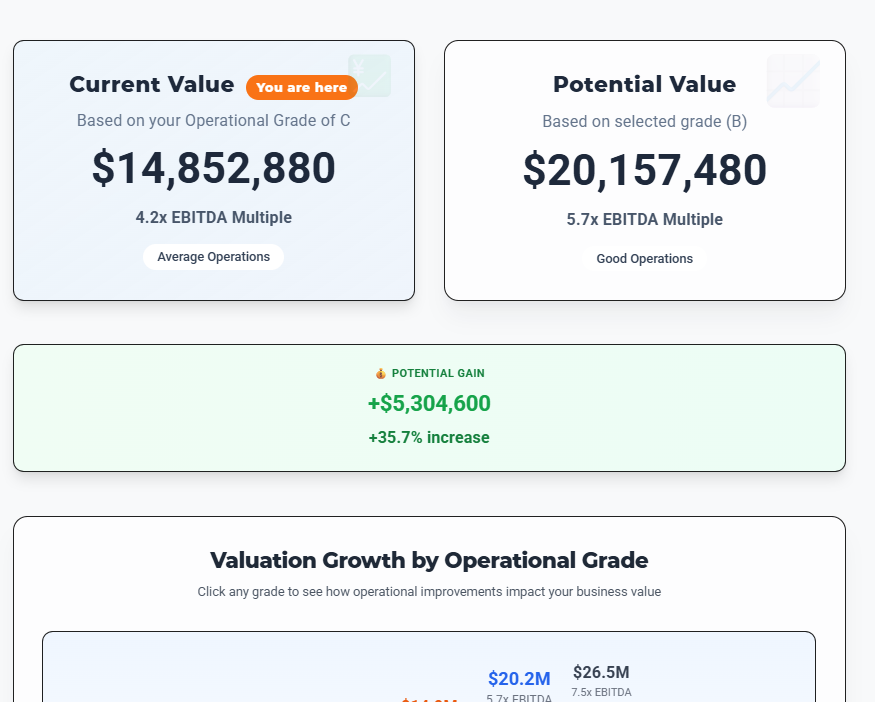 Current Value
You are here
Based on your Operational Grade of C
$14,852,880
4.2x EBITDA Multiple
Average Operations
Potential Value
Based on selected grade (B)
$20,157,480
5.7x EBITDA Multiple
Good Operations
💰 POTENTIAL GAIN
+$5,304,600
+35.7% increase
Valuation Growth by Operational Grade
Click any grade to see how operational improvements impact your business value
$20.2M
5.7x EBITDA
$26.5M
7.5x EBITDA